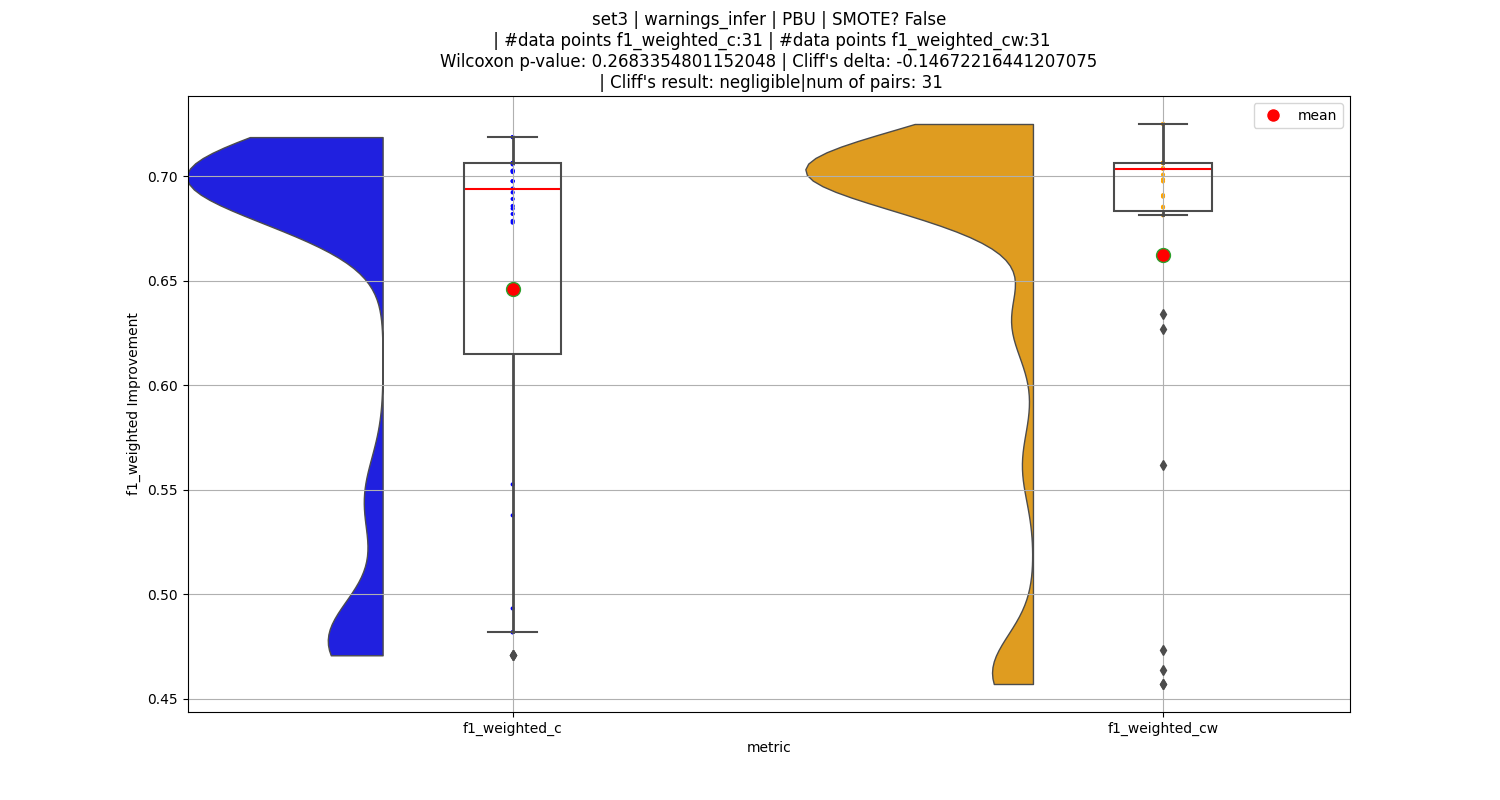 set3 | warnings_infer | PBU | SMOTE? False
| #data points f1_weighted_c:31 | #data points f1_weighted_cw:31
Wilcoxon p-value: 0.2683354801152048 | Cliff's delta: -0.14672216441207075
| Cliff's result: negligible|num of pairs: 31
mean
0.70
0.65
0.60
0.55
0.50
0.45
f1_weighted Improvement
f1_weighted_c
f1_weighted_cw
metric